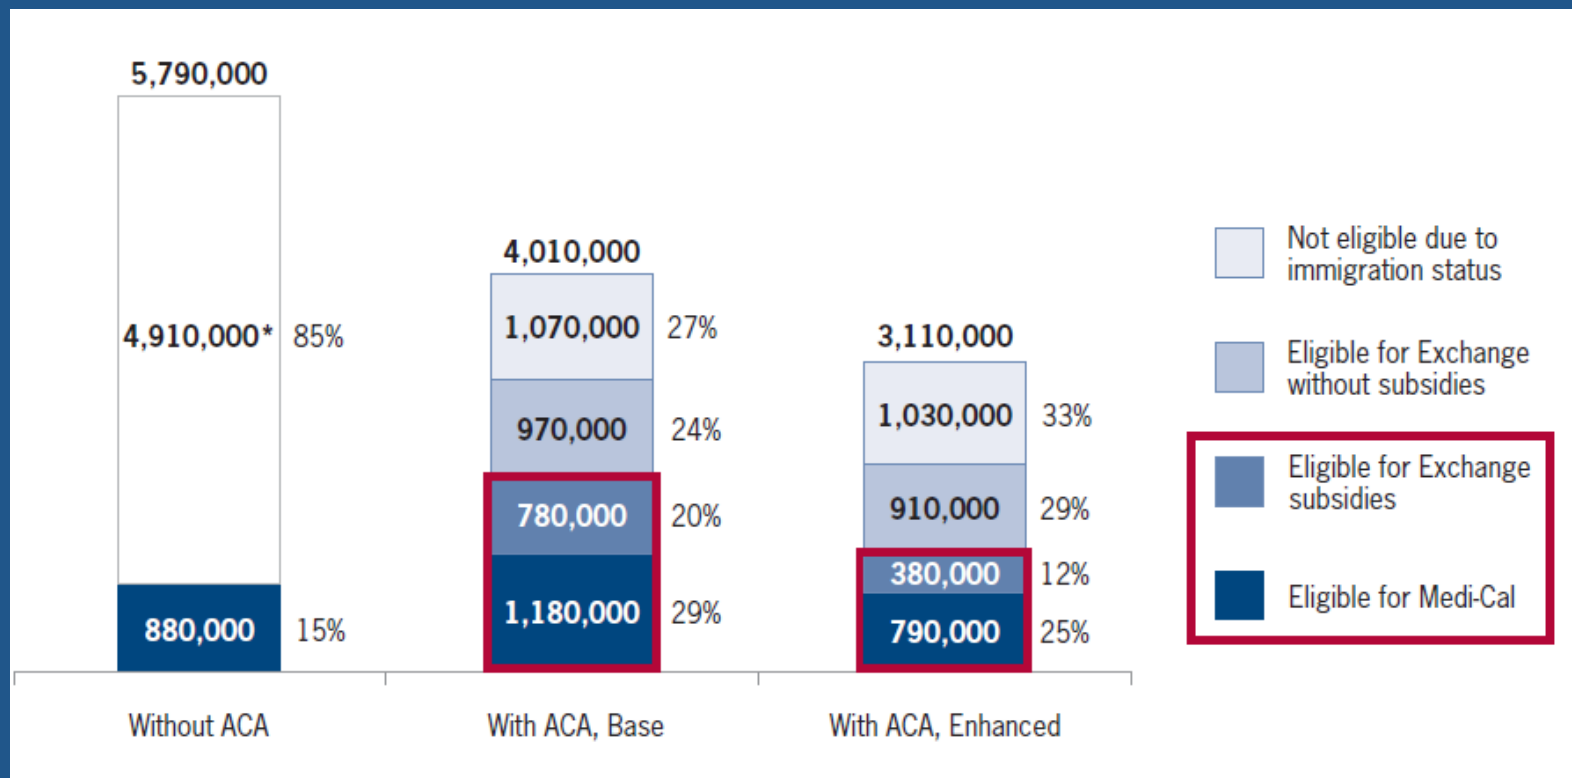 5,790,000
4,910,000* 85%
880,000 15%
4,010,000
1,070,000 27%
970,000 24%
780,000 20%
1,180,000 29%
3,110,000
1,030,000 33%
910,000 29%
380,000 12%
790,000 25%
Without ACA
With ACA, Base
With ACA, Enhanced
Not eligible due to
immigration status
Eligible for Exchange
without subsidies
Eligible for Exchange
subsidies
Eligible for Medi-Cal